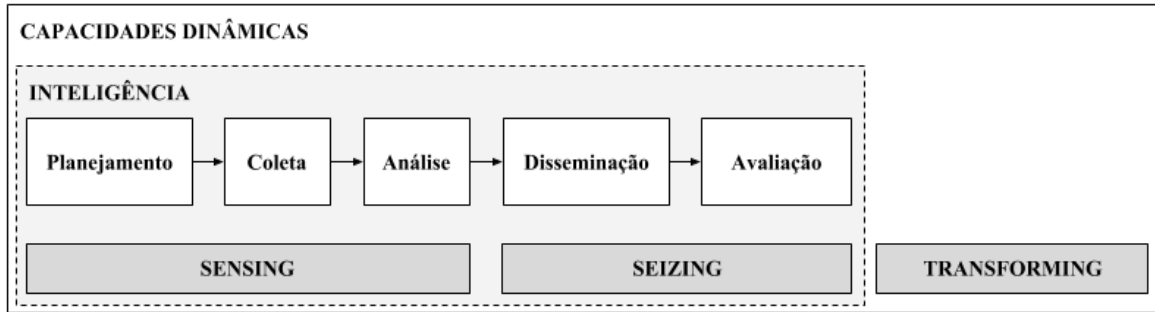 CAPACIDADES DINÂMICAS
INTELIGÊNCIA
Planejamento
Coleta
Análise
Disseminação
Avaliação
SENSING
SEIZING
TRANSFORMING